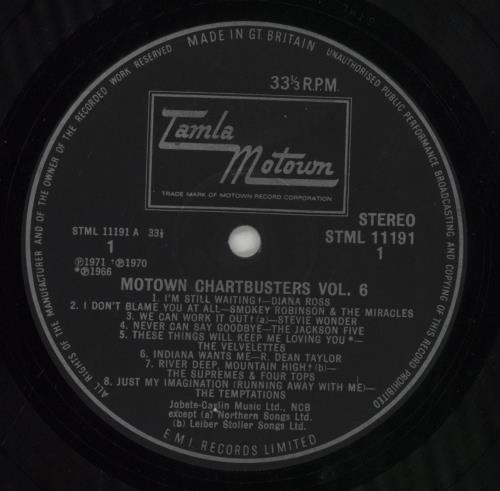 MADE IN GT. BRITAIN
ALL RIGHTS OF THE MANUFACTURER AND OF THE OWNER OF THE RECORDED WORK RESERVED
UNAUTHORISED PUBLIC PERFORMANCE BROADCASTING AND COPYING OF THIS RECORD PROHIBITED
33⅓ R.P.M.
Tamla
Motown
TRADE MARK OF MOTOWN RECORD CORPORATION
STEREO
STML 11191 A 33⅓
STML 11191
1
1
℗1971 †℗1970
*℗1966
MOTOWN CHARTBUSTERS VOL. 6
1. I'M STILL WAITING†—DIANA ROSS
2. I DON'T BLAME YOU AT ALL—SMOKEY ROBINSON & THE MIRACLES
3. WE CAN WORK IT OUT† (a)—STEVIE WONDER
4. NEVER CAN SAY GOODBYE—THE JACKSON FIVE
5. THESE THINGS WILL KEEP ME LOVING YOU*—
THE VELVELETTES
6. INDIANA WANTS ME—R. DEAN TAYLOR
7. RIVER DEEP, MOUNTAIN HIGH† (b)—
THE SUPREMES & FOUR TOPS
8. JUST MY IMAGINATION (RUNNING AWAY WITH ME)—
THE TEMPTATIONS
Jobete-Carlin Music Ltd., NCB
except (a) Northern Songs Ltd.
(b) Leiber Stoller Songs Ltd.
E.M.I. RECORDS LIMITED